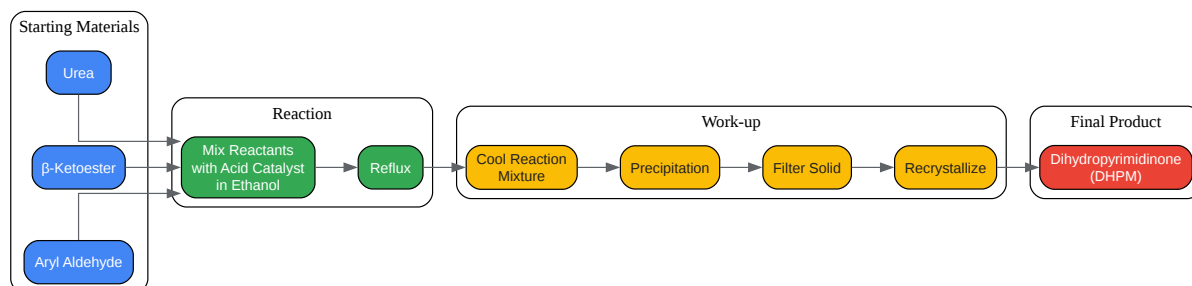 Starting Materials
Urea
β-Ketoester
Aryl Aldehyde
Reaction
Mix Reactants
with Acid Catalyst
in Ethanol
Reflux
Work-up
Cool Reaction
Mixture
Precipitation
Filter Solid
Recrystallize
Final Product
Dihydropyrimidinone
(DHPM)